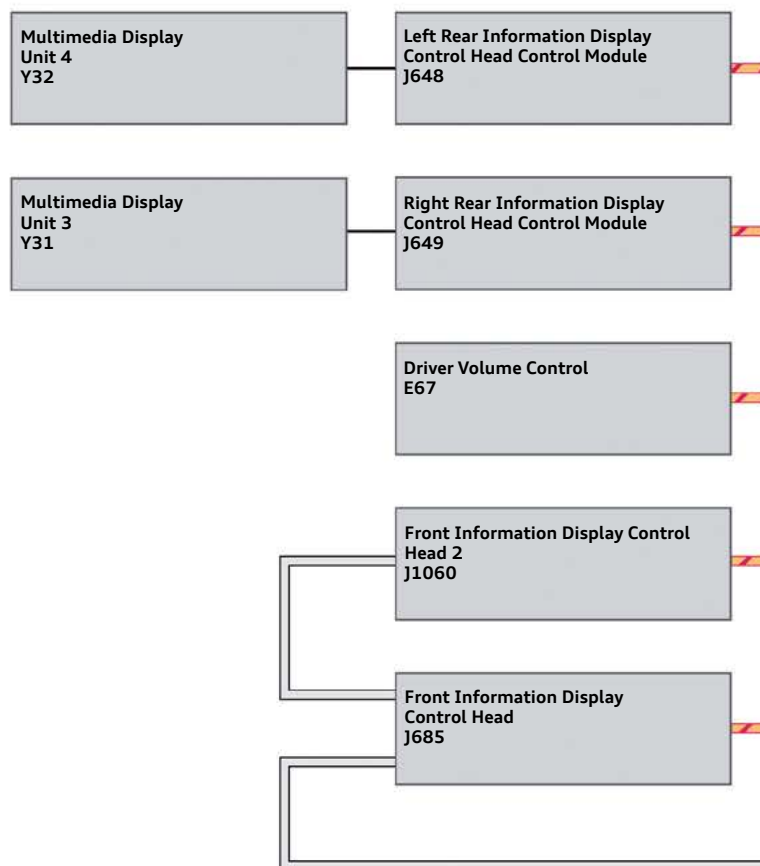 Multimedia Display
Unit 4
Y32
Left Rear Information Display
Control Head Control Module
J648
Multimedia Display
Unit 3
Y31
Right Rear Information Display
Control Head Control Module
J649
Driver Volume Control
E67
Front Information Display Control
Head 2
J1060
Front Information Display
Control Head
J685